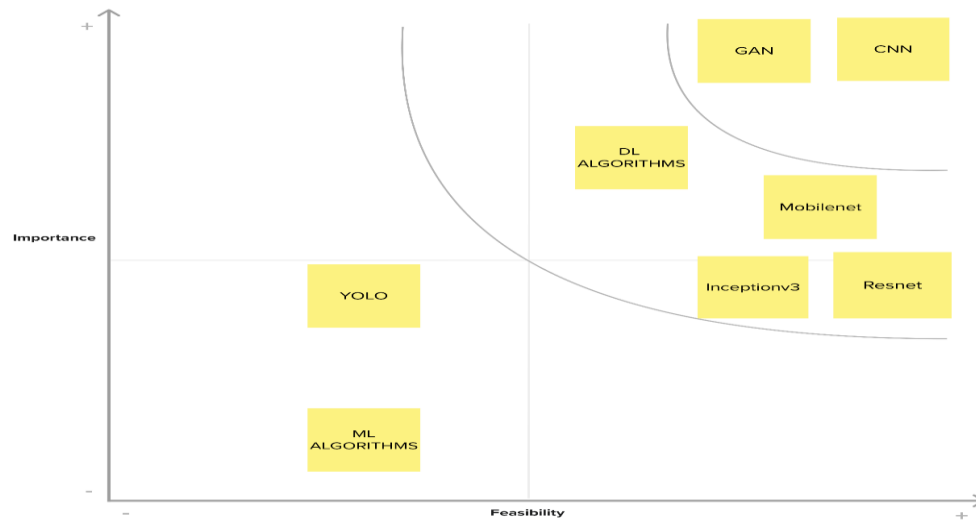 +
GAN
CNN
DL
ALGORITHMS
Mobilenet
Importance
Inceptionv3
Resnet
YOLO
ML
ALGORITHMS
-
-
Feasibility
+